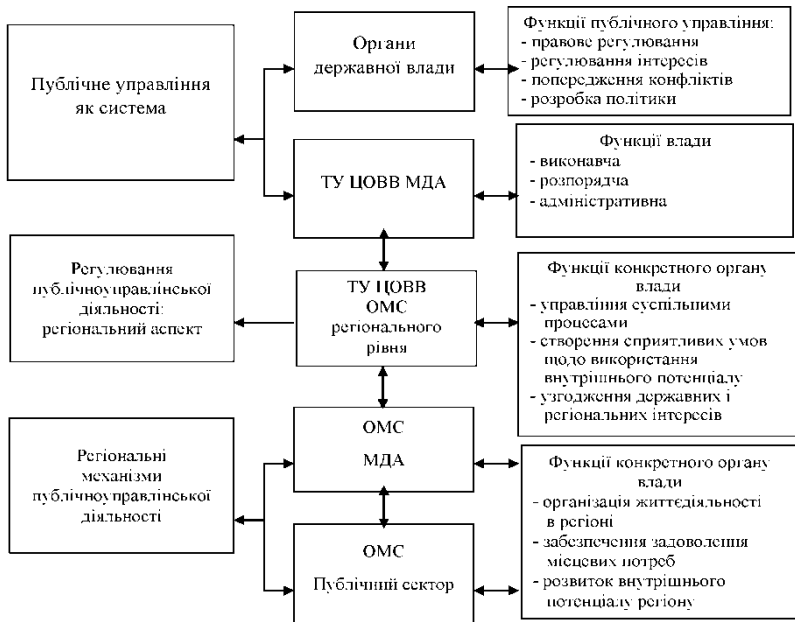 Публічне управління
як система
Органи
державної влади
Функції публічного управління:
- правове регулювання
- регулювання інтересів
- попередження конфліктів
- розробка політики
ТУ ЦОВВ МДА
Функції влади
- виконавча
- розпорядча
- адміністративна
Регулювання
публічноуправлінської
діяльності:
регіональний аспект
ТУ ЦОВВ
ОМС
регіонального
рівня
Функції конкретного органу
влади
- управління суспільними
процесами
- створення сприятливих умов
щодо використання
внутрішнього потенціалу
- узгодження державних і
регіональних інтересів
Регіональні
механізми
публічноуправлінської
діяльності
ОМС
МДА
ОМС
Публічний сектор
Функції конкретного органу
влади
- організація життєдіяльності
в регіоні
- забезпечення задоволення
місцевих потреб
- розвиток внутрішнього
потенціалу регіону